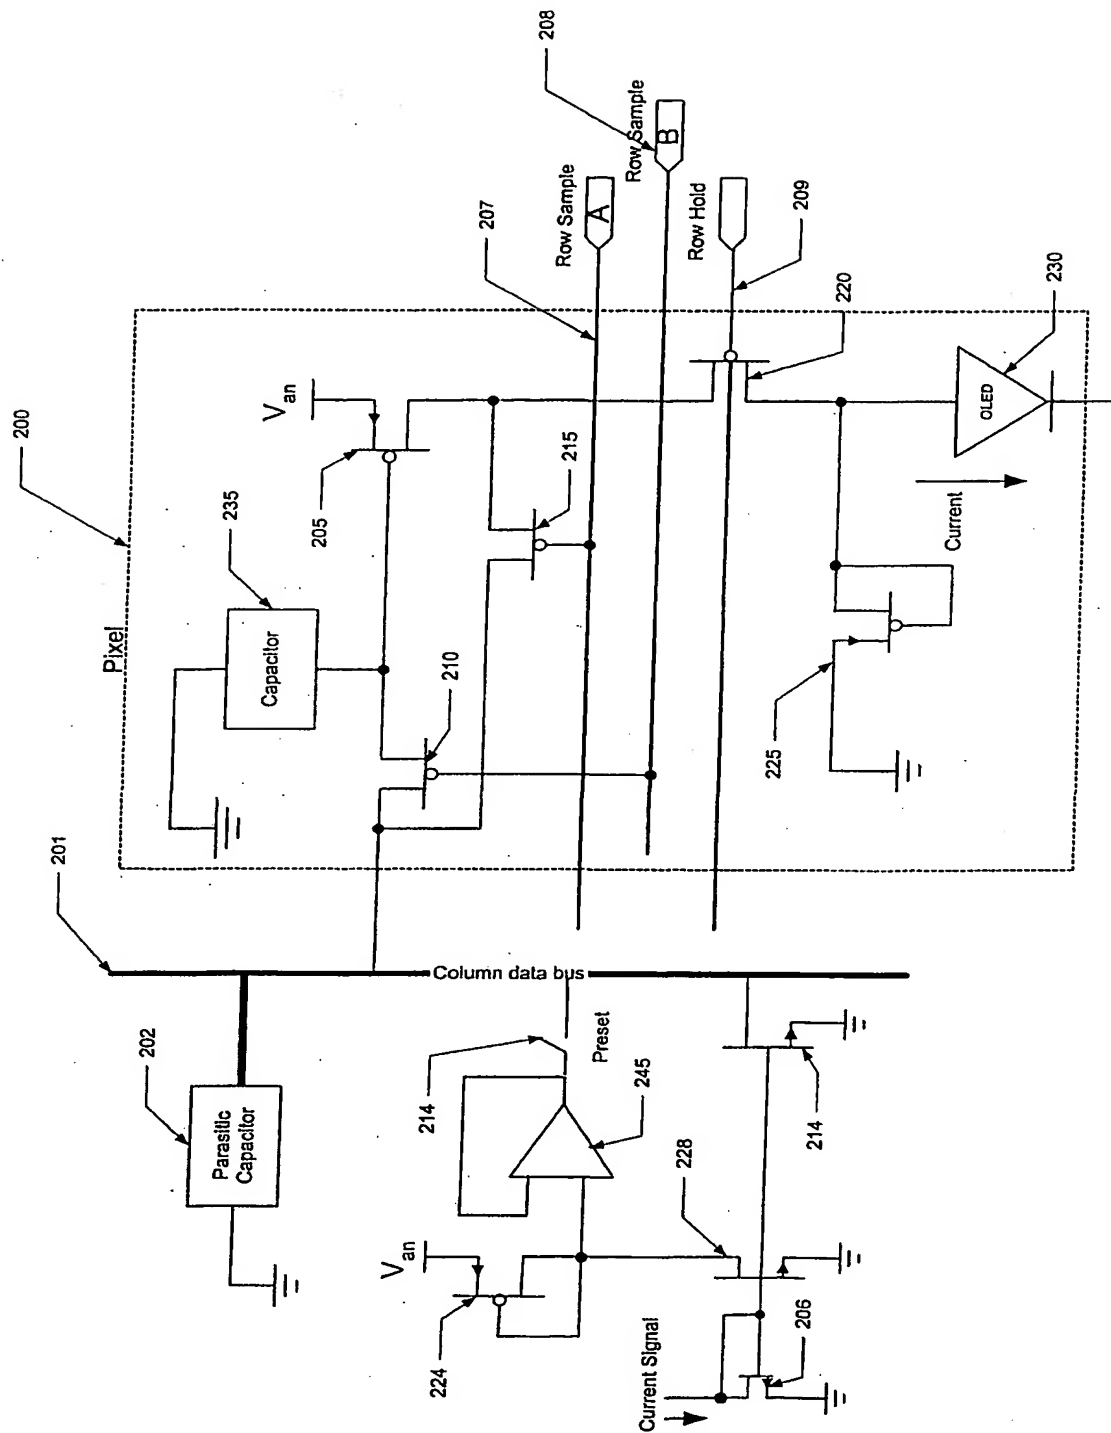 200
Pixel
235
Capacitor
205
V an
208
Row Sample
B
207
Row Sample
A
Row Hold
209
220
215
210
230
OLED
Current
225
201
Column data bus
202
Parasitic
Capacitor
214
Preset
245
V an
224
228
214
Current Signal
206